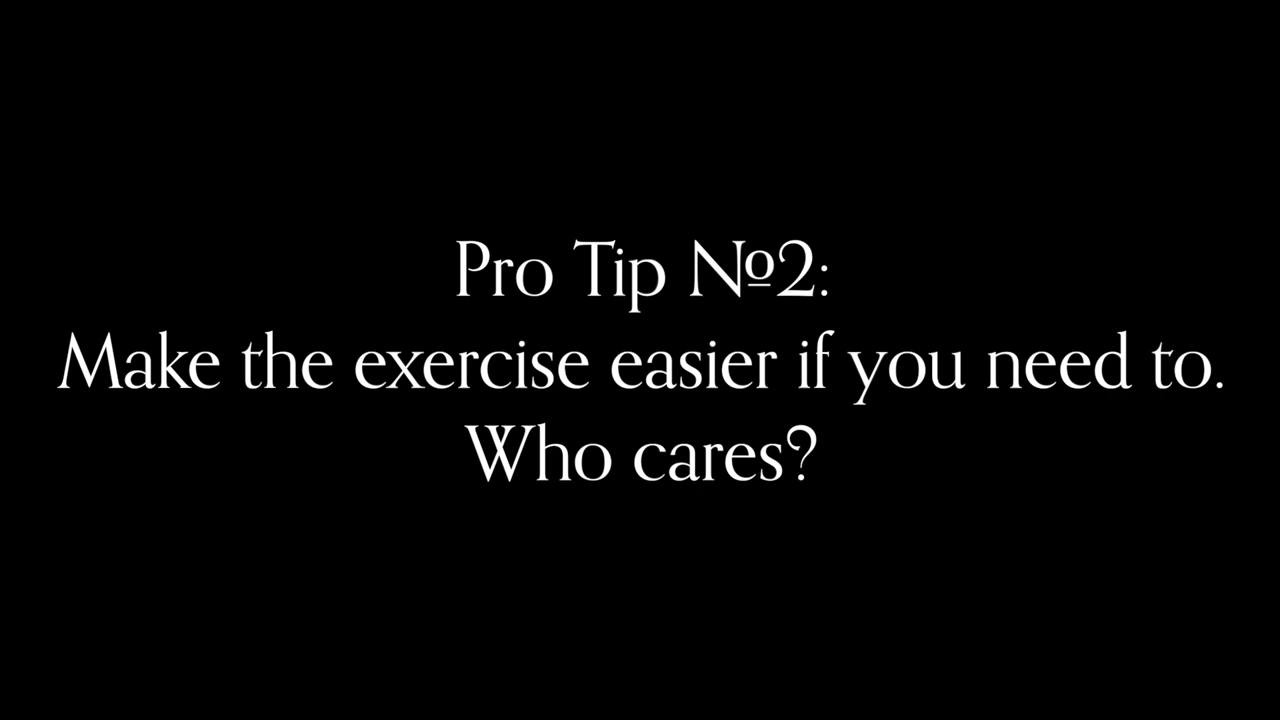 Pro Tip №2:
Make the exercise easier if you need to.
Who cares?